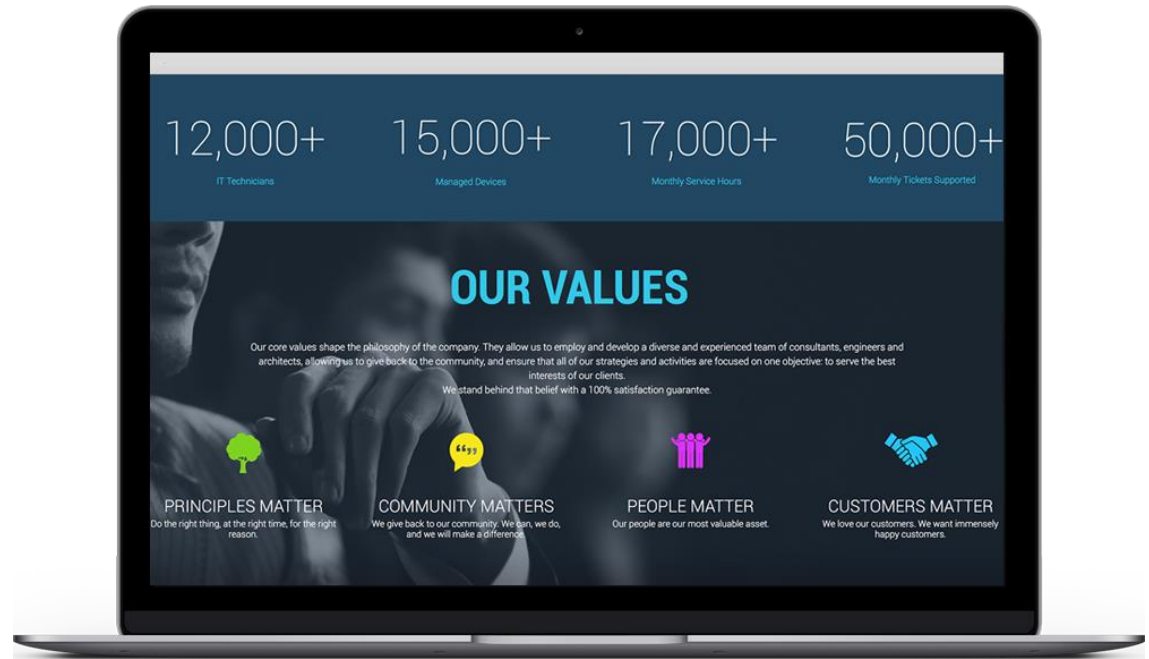 12,000+
15,000+
17,000+
50,000+
IT Technicians
Managed Devices
Monthly Service Hours
Monthly Tickets Supported
OUR VALUES
Our core values shape the philosophy of the company. They allow us to employ and develop a diverse and experienced team of consultants, engineers and
architects, allowing us to give back to the community, and ensure that all of our strategies and activities are focused on one objective: to serve the best
interests of our clients.
We stand behind that belief with a 100% satisfaction guarantee.
“„
PRINCIPLES MATTER
Do the right thing, at the right time, for the right
reason.
COMMUNITY MATTERS
We give back to our community. We can, we do,
and we will make a difference.
PEOPLE MATTER
Our people are our most valuable asset.
CUSTOMERS MATTER
We love our customers. We want immensely
happy customers.